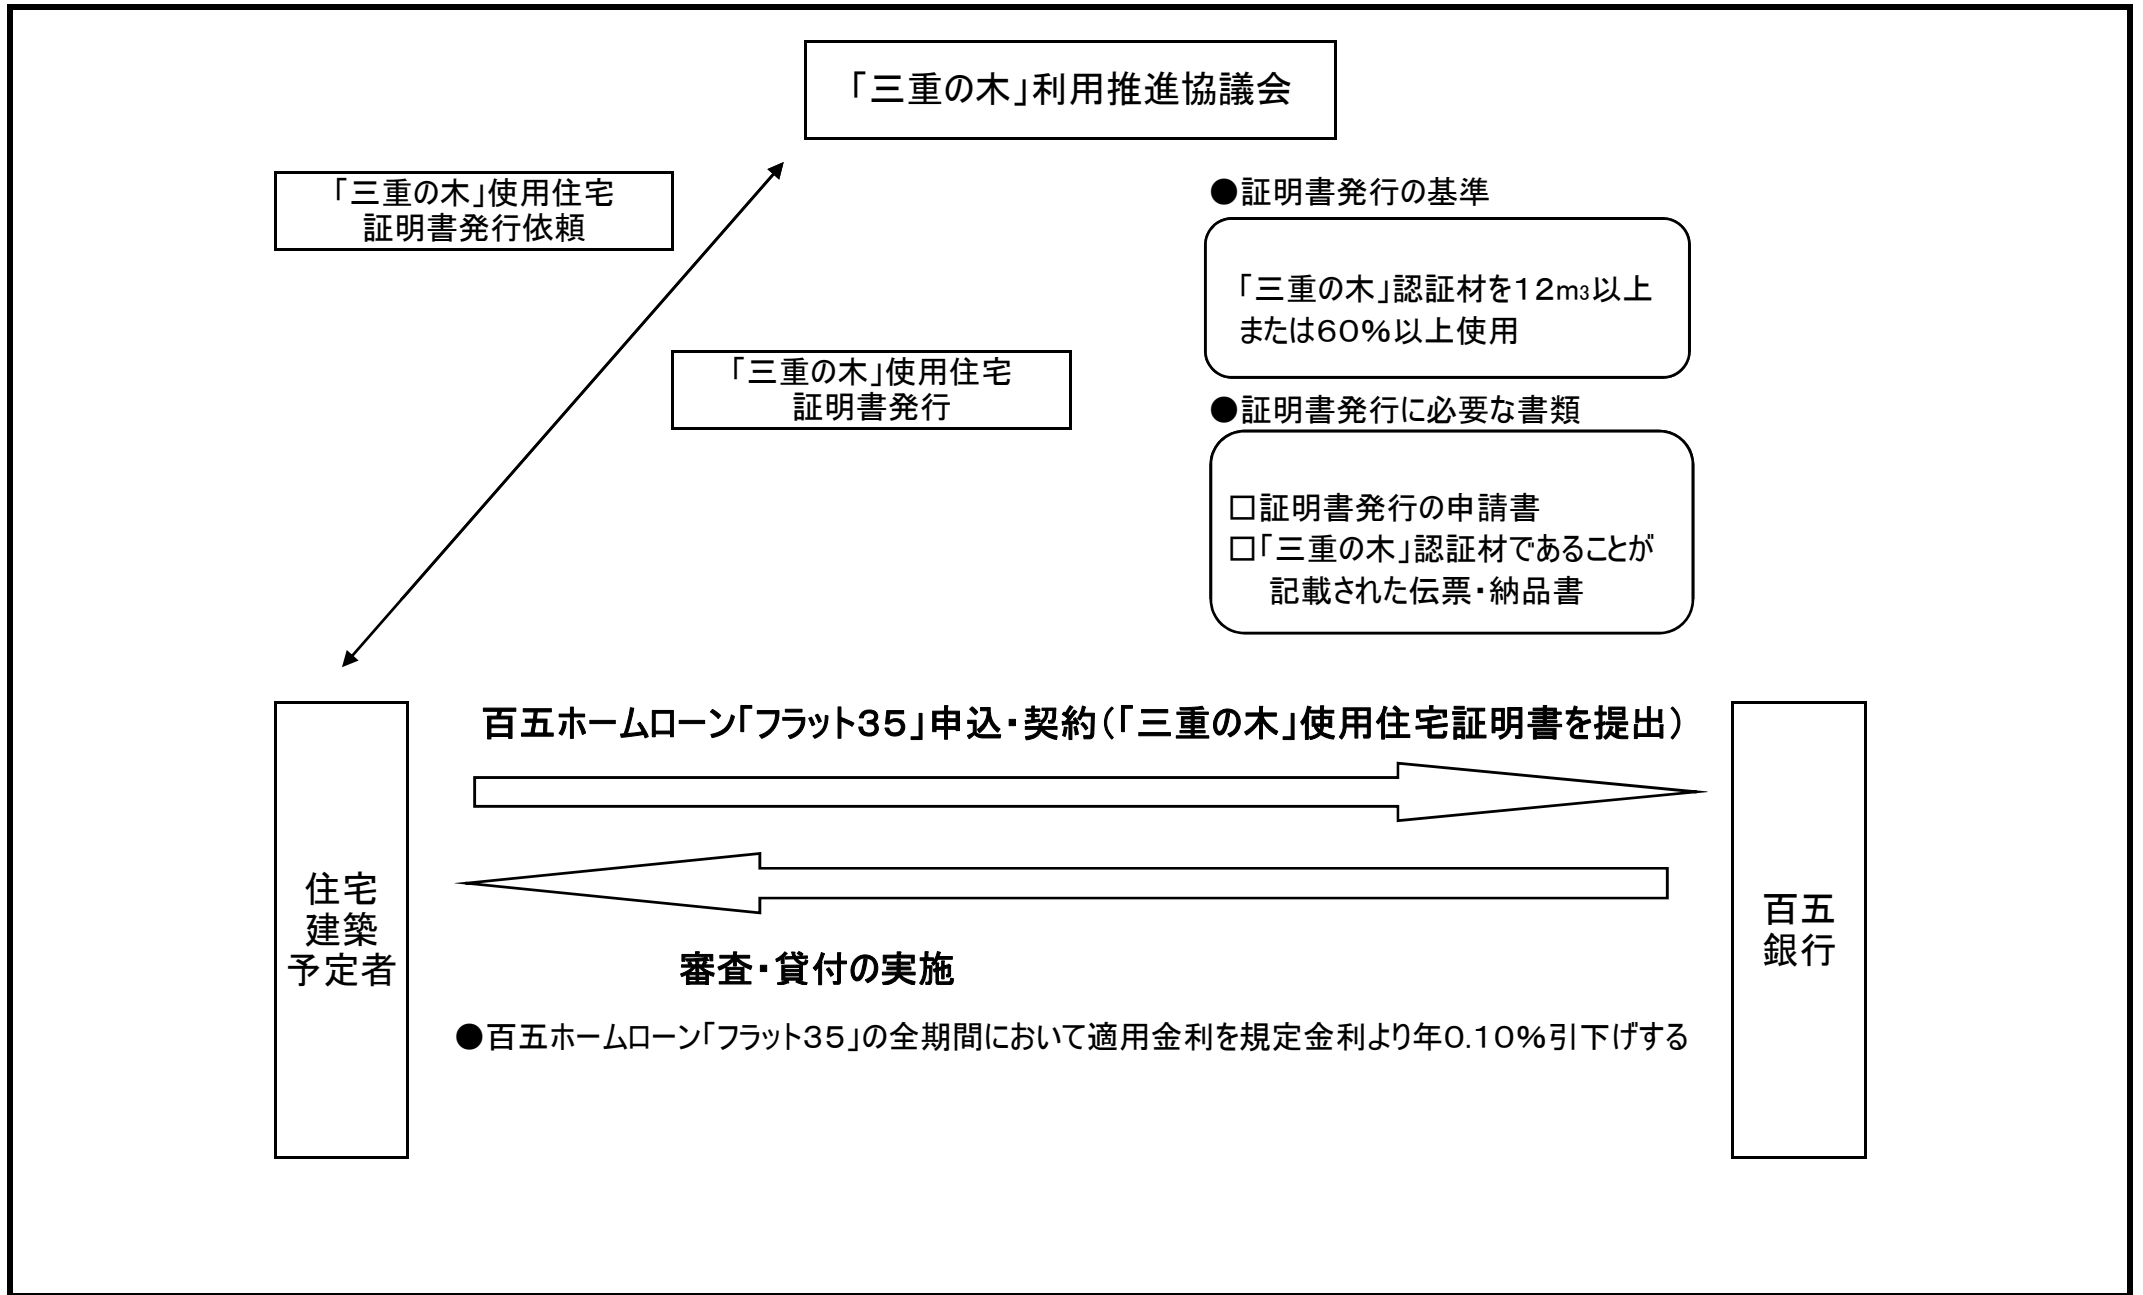 「三重の木」利用推進協議会
「三重の木」使用住宅
証明書発行依頼
●証明書発行の基準
「三重の木」認証材を12m3以上
または60%以上使用
「三重の木」使用住宅
証明書発行
●証明書発行に必要な書類
□証明書発行の申請書
□「三重の木」認証材であることが
記載された伝票・納品書
百五ホームローン「フラット35」申込・契約(「三重の木」使用住宅証明書を提出)
住宅
建築
予定者
百五
銀行
審査・貸付の実施
●百五ホームローン「フラット35」の全期間において適用金利を規定金利より年0.10%引下げする